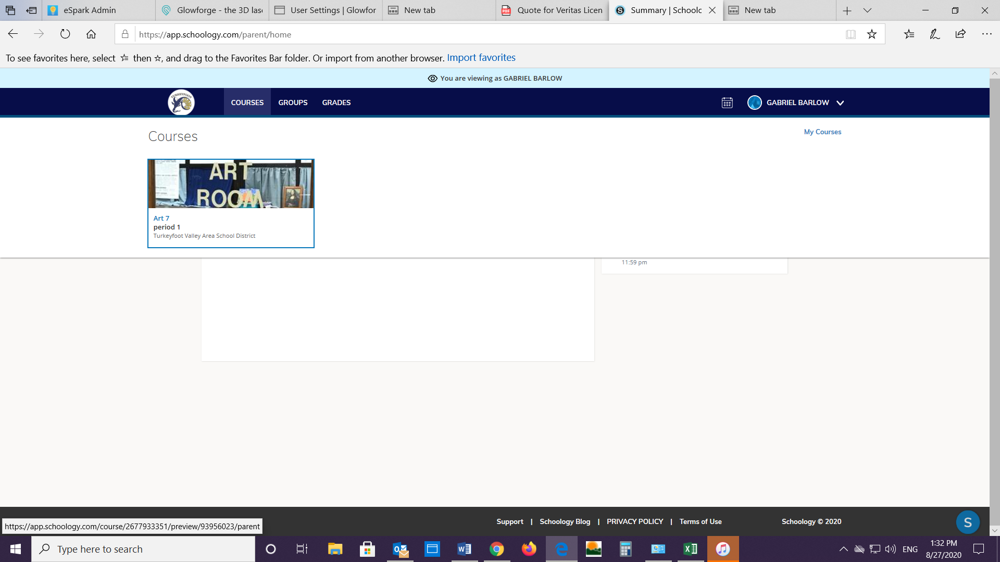 eSpark Admin
Glowforge - the 3D lase
User Settings | Glowfor
New tab
Quote for Veritas Licen
Summary | Schoolc
New tab
https://app.schoology.com/parent/home
To see favorites here, select then, and drag to the Favorites Bar folder. Or import from another browser. Import favorites
You are viewing as GABRIEL BARLOW
TURKEYFOOT
COURSES
GROUPS
GRADES
GABRIEL BARLOW
Courses
My Courses
ART
ROOM
Art 7
period 1
Turkeyfoot Valley Area School District
11:59 pm
Support | Schoology Blog | PRIVACY POLICY | Terms of Use
Schoology © 2020
S
https://app.schoology.com/course/2677933351/preview/93956023/parent
Type here to search
ENG
1:32 PM
8/27/2020